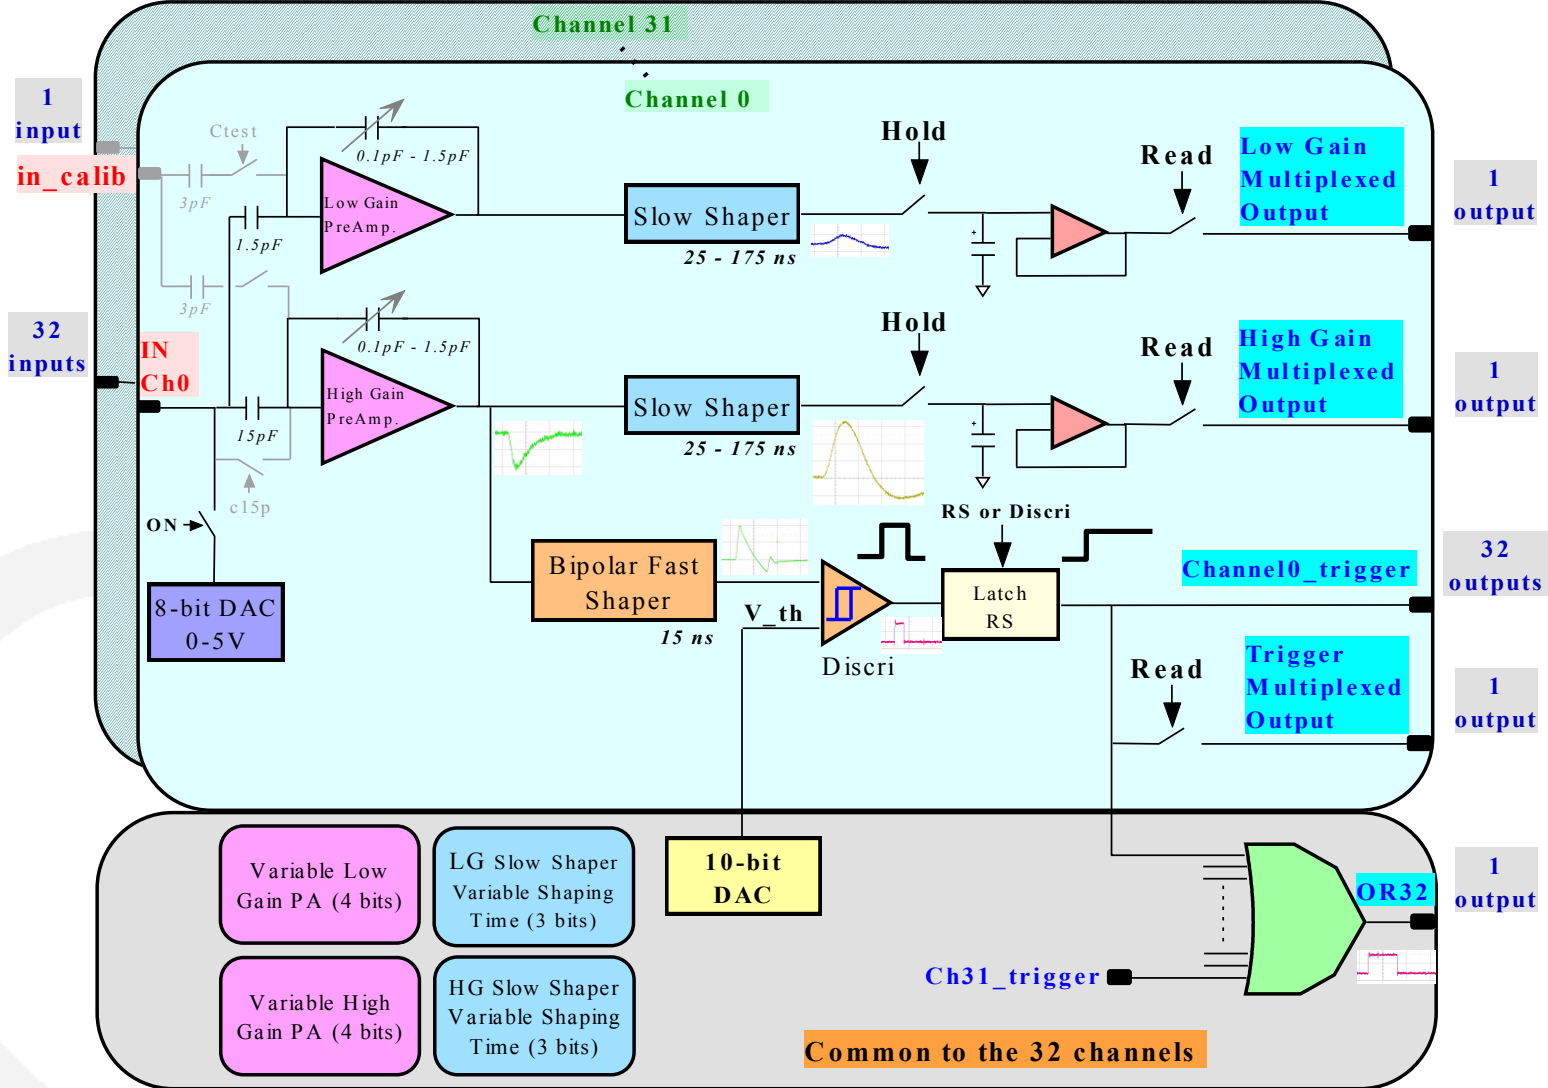 Channel 31
Channel 0
1
input
in_calib
Ctest
3pF
0.1pF - 1.5pF
Low Gain
PreAmp.
1.5pF
Hold
Slow Shaper
25 - 175 ns
Read
Low Gain
Multiplexed
Output
1
output
3pF
32
inputs
IN
Ch0
0.1pF - 1.5pF
High Gain
PreAmp.
15pF
c15p
Hold
Slow Shaper
25 - 175 ns
Read
High Gain
Multiplexed
Output
1
output
ON
8-bit DAC
0-5V
Bipolar Fast
Shaper
15 ns
V_th
Discri
RS or Discri
Latch
RS
Channel0_trigger
32
outputs
Read
Trigger
Multiplexed
Output
1
output
Variable Low
Gain PA (4 bits)
LG Slow Shaper
Variable Shaping
Time (3 bits)
10-bit
DAC
OR32
1
output
Variable High
Gain PA (4 bits)
HG Slow Shaper
Variable Shaping
Time (3 bits)
Ch31_trigger
Common to the 32 channels